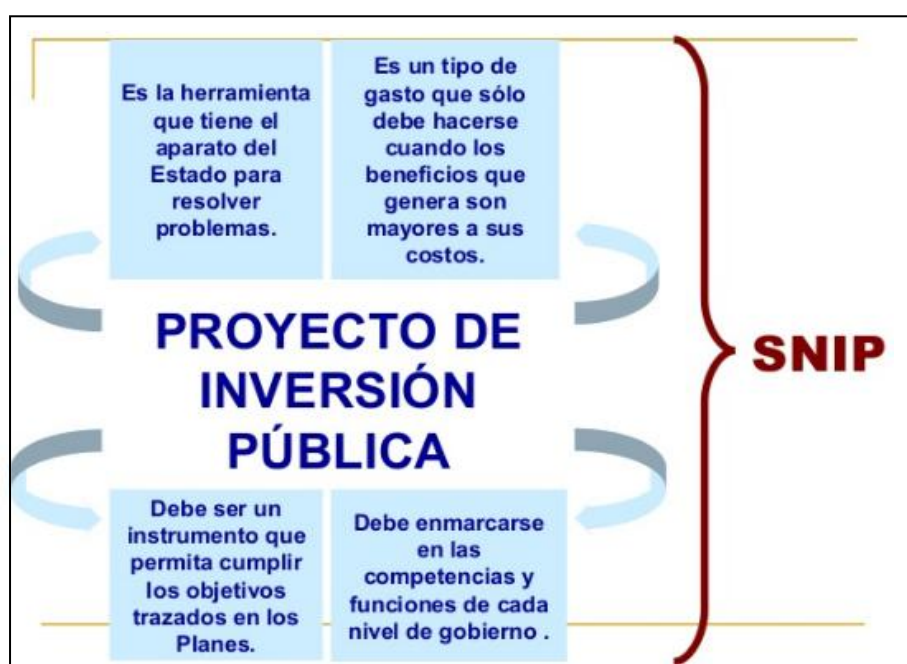 Es la herramienta
que tiene el
aparato del
Estado para
resolver
problemas.
Es un tipo de
gasto que sólo
debe hacerse
cuando los
beneficios que
genera son
mayores a sus
costos.
PROYECTO DE
INVERSIÓN
PÚBLICA
SNIP
Debe ser un
instrumento que
permita cumplir
los objetivos
trazados en los
Planes.
Debe enmarcarse
en las
competencias y
funciones de cada
nivel de gobierno .